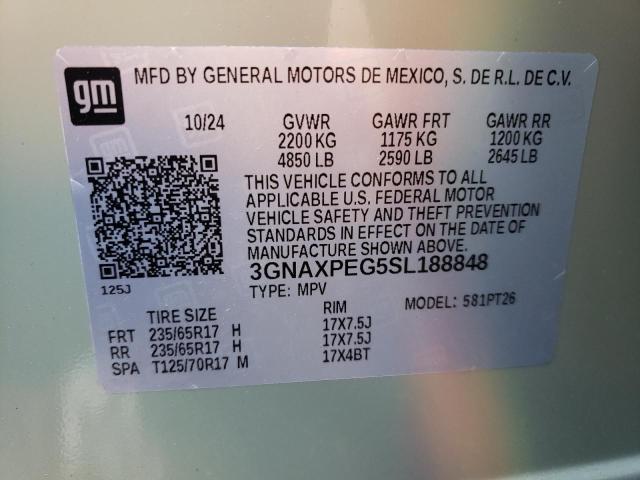 gm
MFD BY GENERAL MOTORS DE MEXICO, S. DE R.L. DE C.V.
10/24 GVWR GAWR FRT GAWR RR
2200 KG 1175 KG 1200 KG
4850 LB 2590 LB 2645 LB
THIS VEHICLE CONFORMS TO ALL
APPLICABLE U.S. FEDERAL MOTOR
VEHICLE SAFETY AND THEFT PREVENTION
STANDARDS IN EFFECT ON THE DATE OF
MANUFACTURE SHOWN ABOVE.
3GNAXPEG5SL188848
125J
TYPE: MPV MODEL: 581PT26
TIRE SIZE RIM
FRT 235/65R17 H 17X7.5J
RR 235/65R17 H 17X7.5J
SPA T125/70R17 M 17X4BT